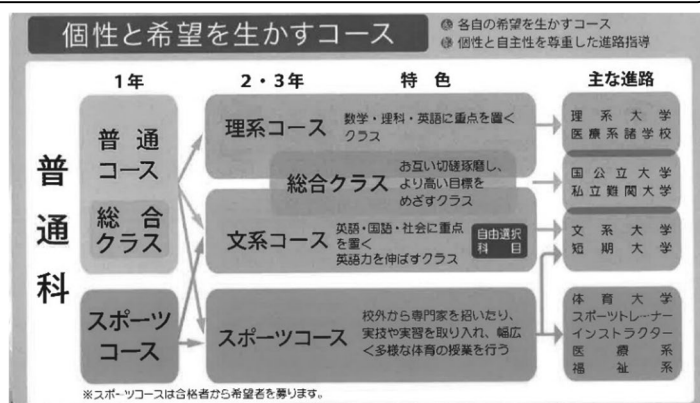 個性と希望を生かすコース
各自の希望を生かすコース
個性と自主性を尊重した進路指導
1年
2・3年
特色
主な進路
普通科
普通
コース
総合
クラス
スポーツ
コース
理系コース
数学・理科・英語に重点を置く
クラス
総合クラス
お互い切磋琢磨し、
より高い目標を
めざすクラス
文系コース
英語・国語・社会に重点
を置く
英語力を伸ばすクラス
自由選択
科目
スポーツコース
校外から専門家を招いたり、
実技や実習を取り入れ、幅広
く多様な体育の授業を行う
理系大学
医療系諸学校
国公立大学
私立難関大学
文系大学
短期大学
体育大学
スポーツトレーナー
インストラクター
医療系
福祉系
※スポーツコースは合格者から希望者を募ります。